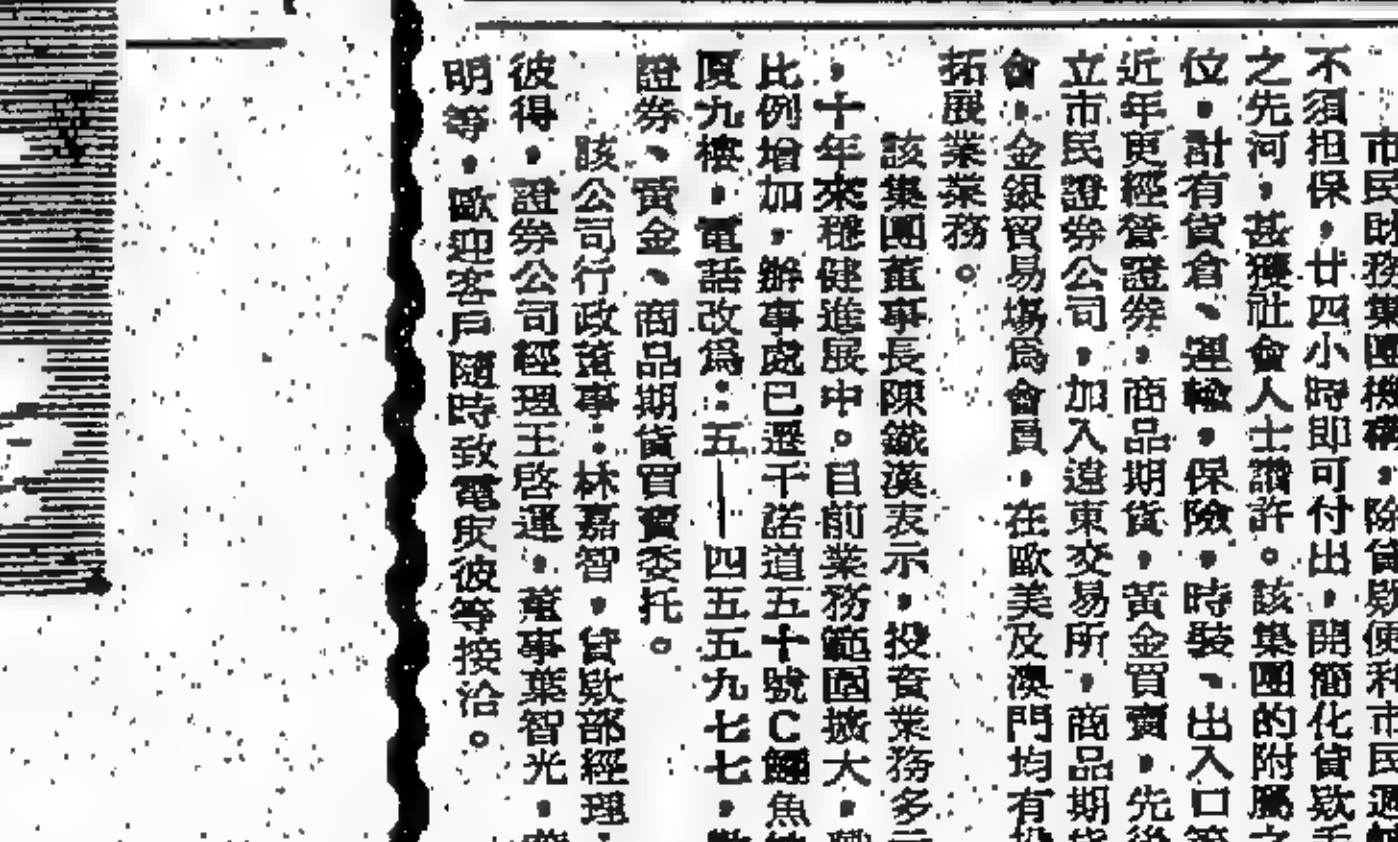 市民財務集團機構，除貸款便利市民週轉
不須担保，廿四小時即可付出，開簡化貸款手
之先河，甚獲社會人士讚許。該集團的附屬之
位，計有貨倉、運輸，保險，時裝、出入口等
近年更經營證券，商品期貨，黃金買賣，先後
立市民證券公司，加入遠東交易所，商品期貨
會，金銀貿易場為會員，在歐美及澳門均有投
拓展業業務。
該集團董事長陳鐵漢表示，投資業務多元
，十年來穩健進展中。目前業務範圍擴大，職
比例增加，辦事處已遷干諾道五十號C鱷魚
厦九樓，電話改為：五｜四五五九七七，
證券、黃金、商品期貨買賣委托。
該公司行政董事：林嘉智，貸款部經理，
彼得，證券公司經理王啓運，董事葉智光，
明等，歐迎客戶隨時致電戾彼等接洽。